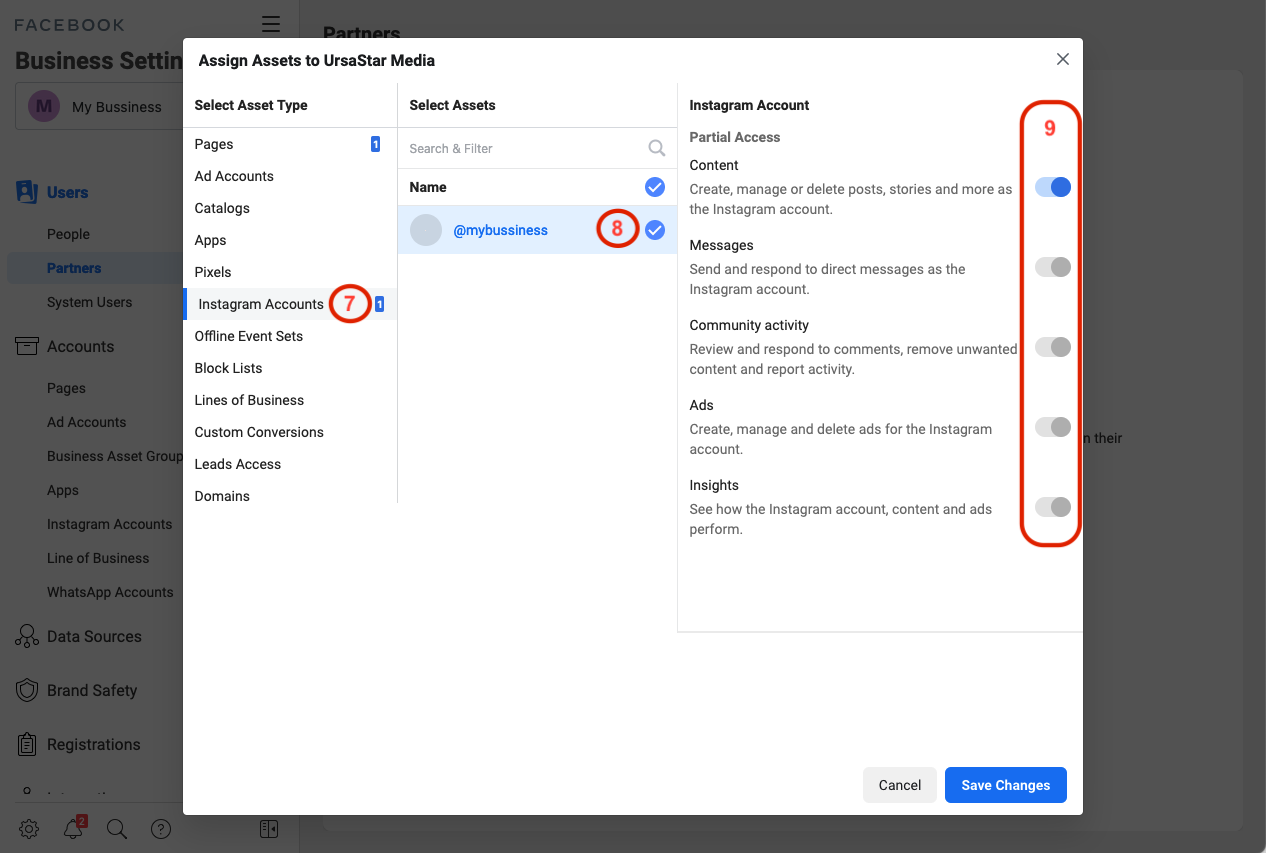 FACEBOOK
Business Settin
M
My Bussiness
Users
People
Partners
System Users
Accounts
Pages
Ad Accounts
Business Asset Group
Apps
Instagram Accounts
Line of Business
WhatsApp Accounts
Data Sources
Brand Safety
Registrations
2
?
Partners
n their
Assign Assets to UrsaStar Media
Select Asset Type
Pages 1
Ad Accounts
Catalogs
Apps
Pixels
Instagram Accounts 7 1
Offline Event Sets
Block Lists
Lines of Business
Custom Conversions
Leads Access
Domains
Select Assets
Search & Filter
Name
@mybussiness 8
Instagram Account
9
Partial Access
Content
Create, manage or delete posts, stories and more as
the Instagram account.
Messages
Send and respond to direct messages as the
Instagram account.
Community activity
Review and respond to comments, remove unwanted
content and report activity.
Ads
Create, manage and delete ads for the Instagram
account.
Insights
See how the Instagram account, content and ads
perform.
Cancel
Save Changes